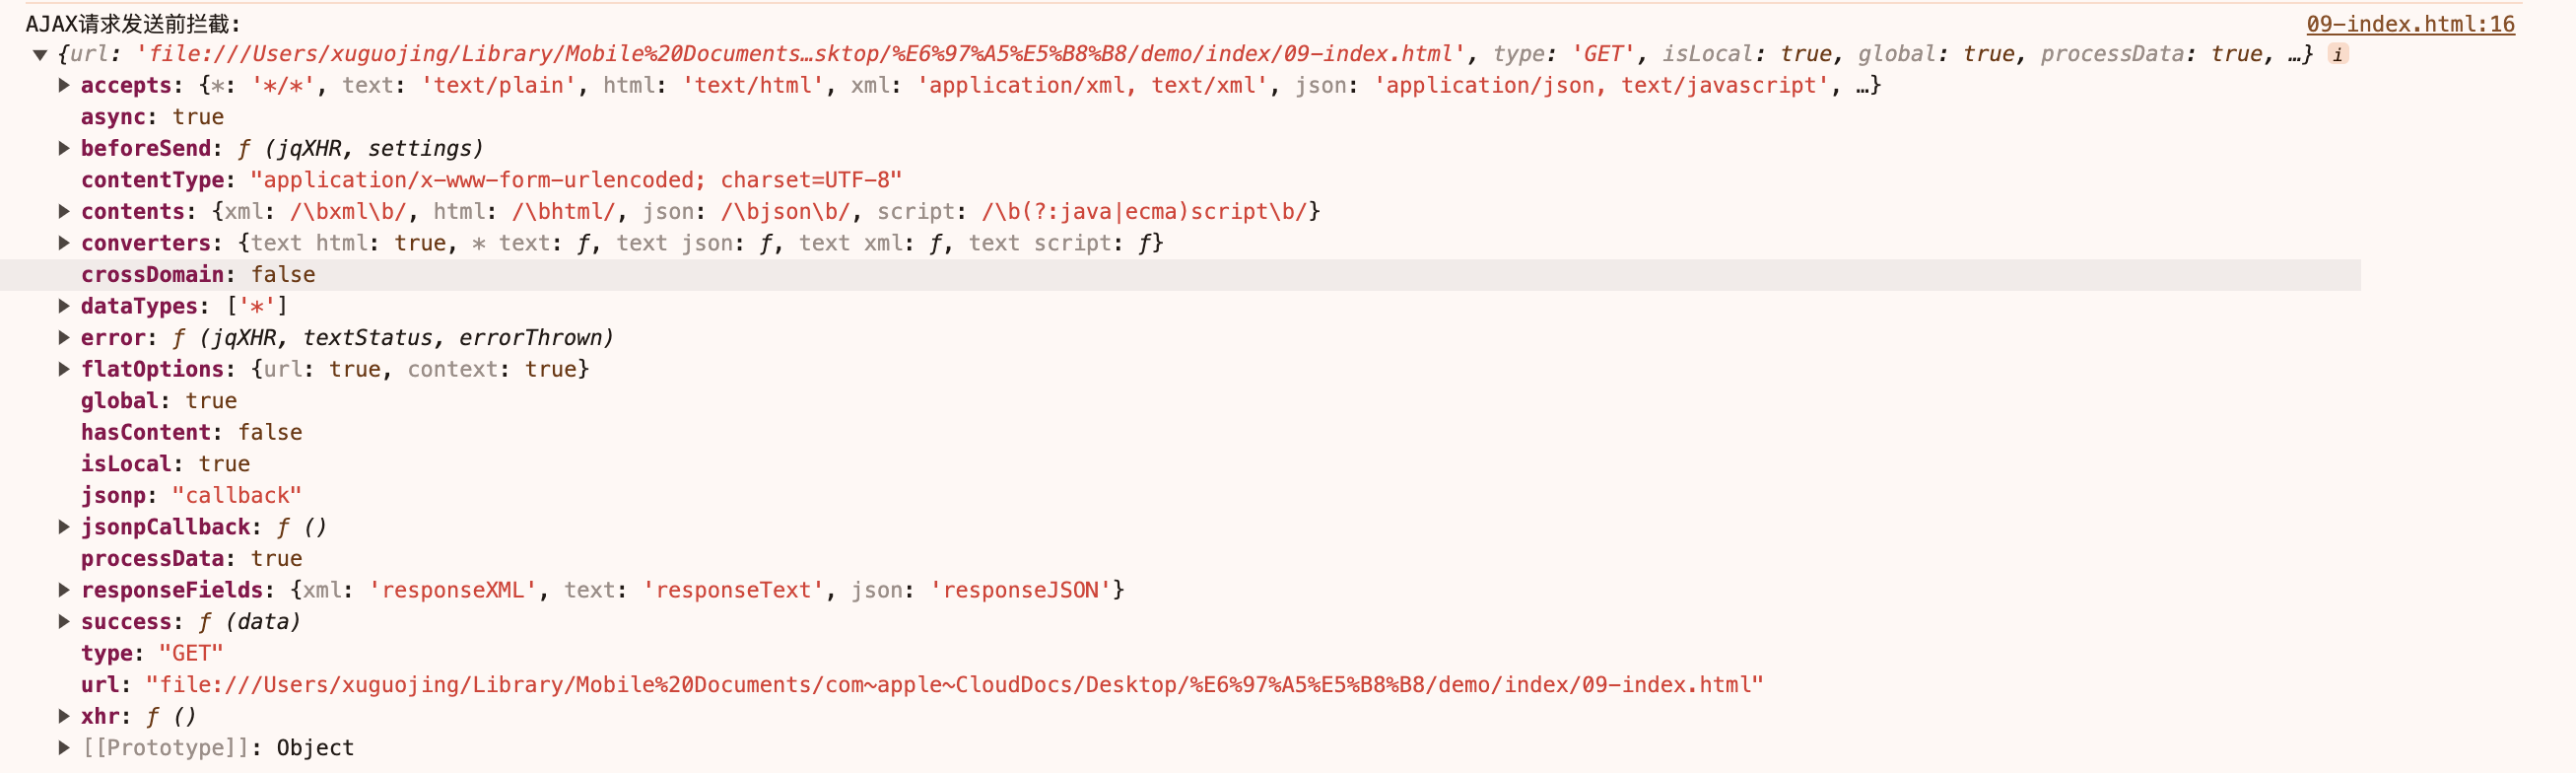 AJAX请求发送前拦截: 09-index.html:16
▼ {url: 'file:///Users/xuguojing/Library/Mobile%20Documents…sktop/%E6%97%A5%E5%B8%B8/demo/index/09-index.html', type: 'GET', isLocal: true, global: true, processData: true, …} i
▶ accepts: {*: '*/*', text: 'text/plain', html: 'text/html', xml: 'application/xml, text/xml', json: 'application/json, text/javascript', …}
async: true
▶ beforeSend: ƒ (jqXHR, settings)
contentType: "application/x-www-form-urlencoded; charset=UTF-8"
▶ contents: {xml: /\bxml\b/, html: /\bhtml/, json: /\bjson\b/, script: /\b(?:java|ecma)script\b/}
▶ converters: {text html: true, * text: ƒ, text json: ƒ, text xml: ƒ, text script: ƒ}
crossDomain: false
▶ dataTypes: ['*']
▶ error: ƒ (jqXHR, textStatus, errorThrown)
▶ flatOptions: {url: true, context: true}
global: true
hasContent: false
isLocal: true
jsonp: "callback"
▶ jsonpCallback: ƒ ()
processData: true
▶ responseFields: {xml: 'responseXML', text: 'responseText', json: 'responseJSON'}
▶ success: ƒ (data)
type: "GET"
url: "file:///Users/xuguojing/Library/Mobile%20Documents/com~apple~CloudDocs/Desktop/%E6%97%A5%E5%B8%B8/demo/index/09-index.html"
▶ xhr: ƒ ()
▶ [[Prototype]]: Object